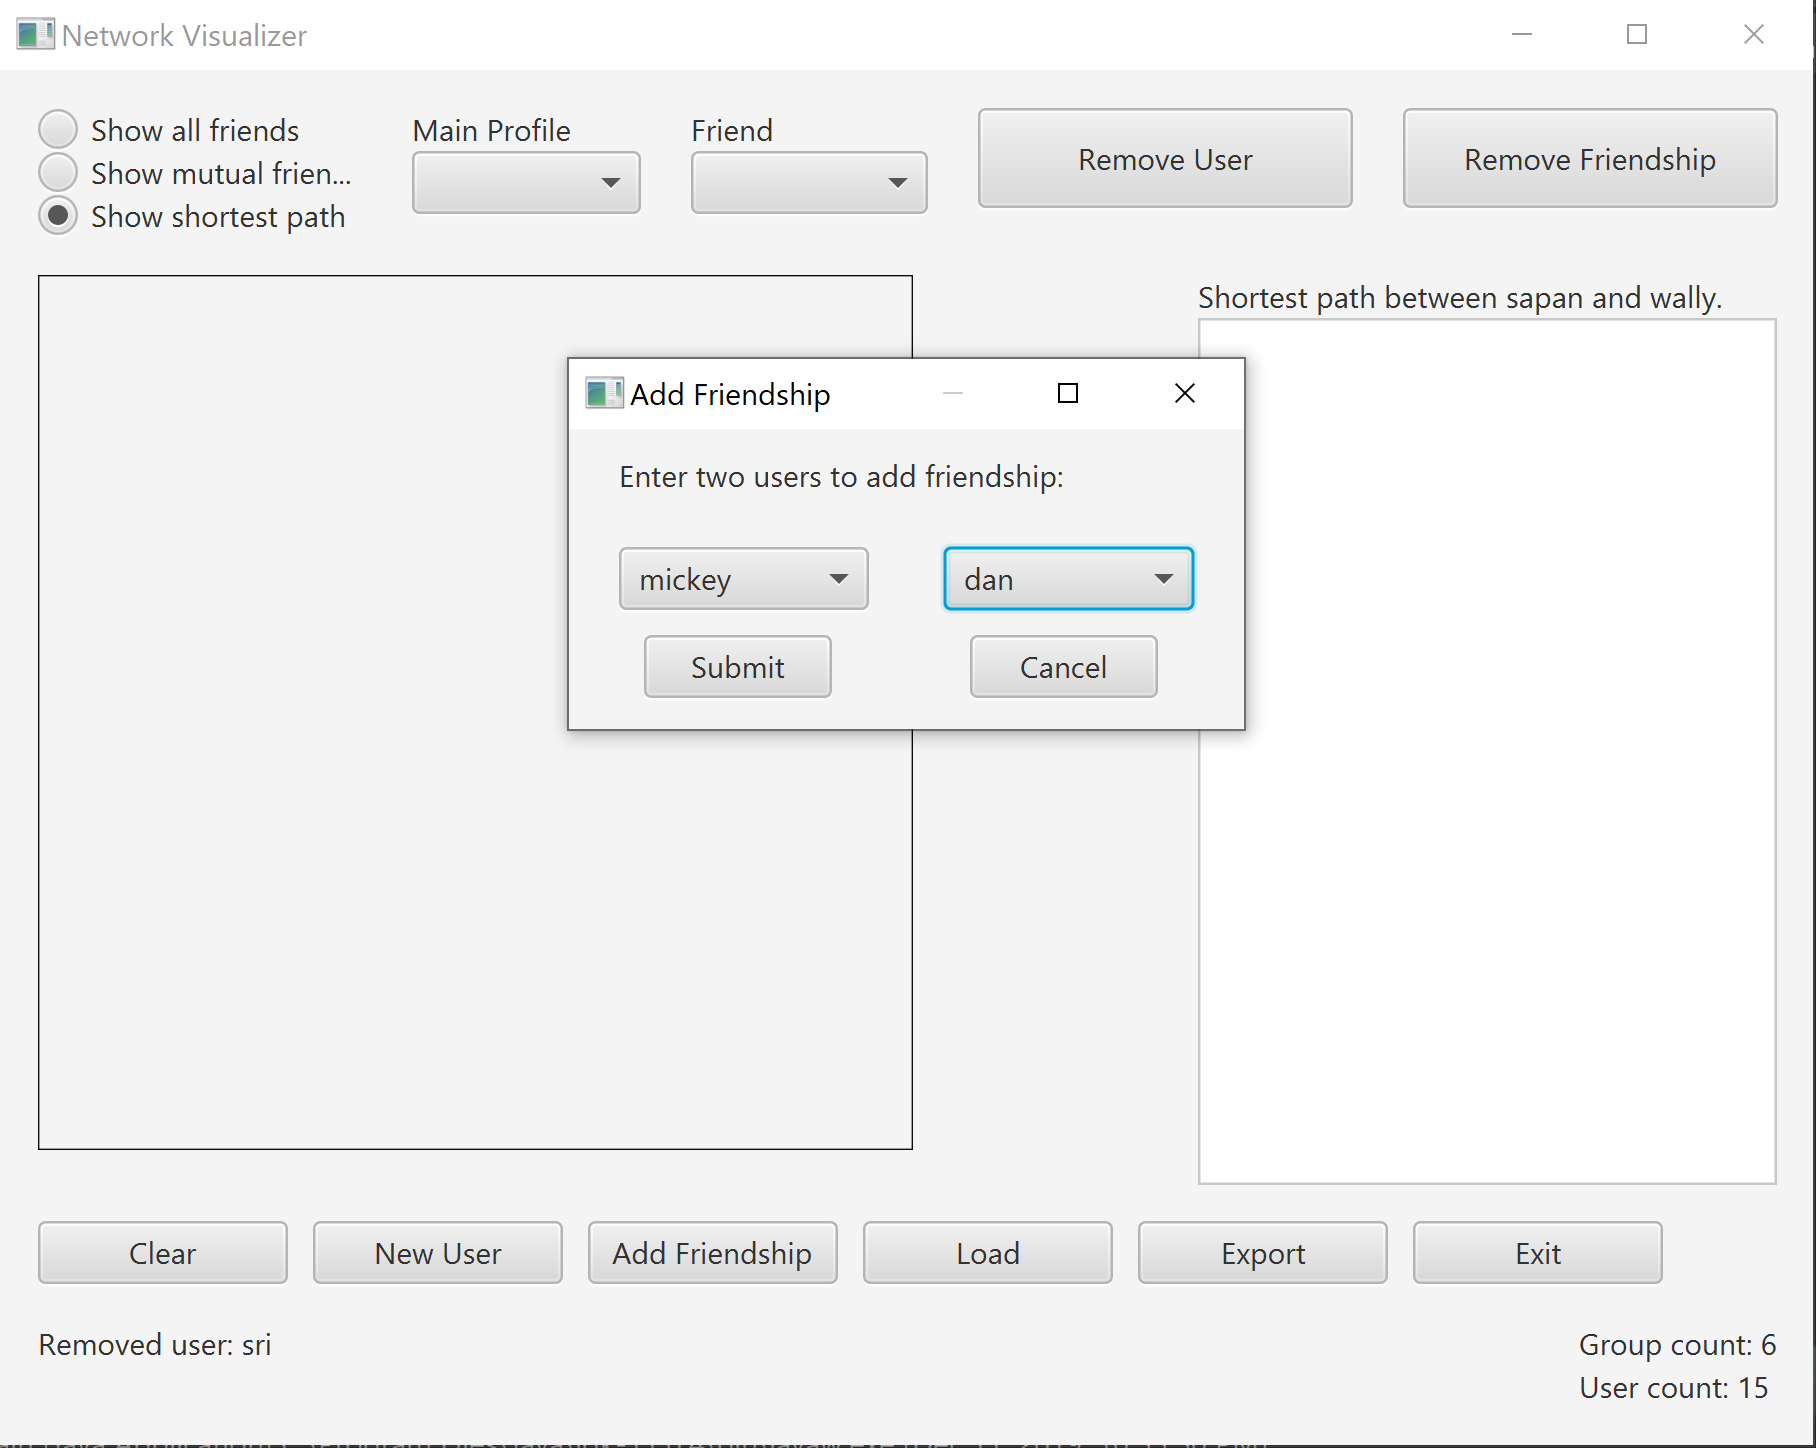 Network Visualizer
Show all friends
Show mutual frien...
Show shortest path
Main Profile
Friend
Remove User
Remove Friendship
Shortest path between sapan and wally.
Add Friendship
Enter two users to add friendship:
mickey
dan
Submit
Cancel
Clear
New User
Add Friendship
Load
Export
Exit
Removed user: sri
Group count: 6
User count: 15